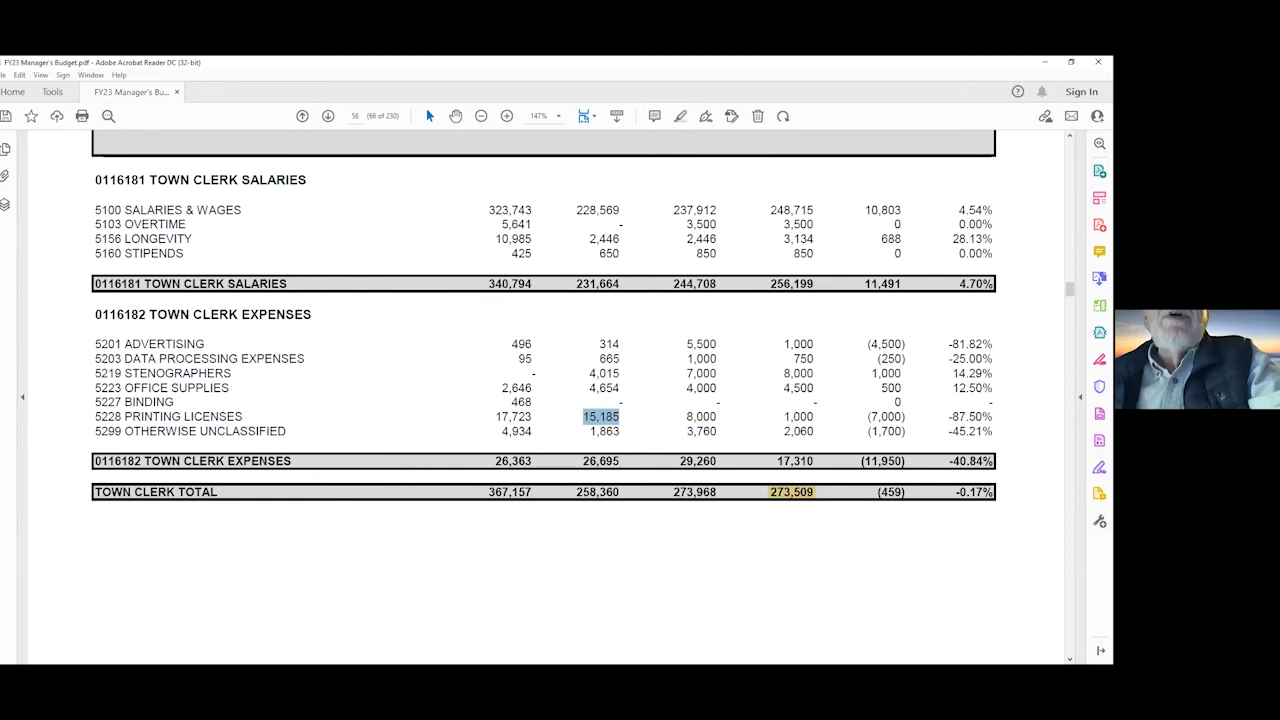 FY23 Manager's Budget.pdf - Adobe Acrobat Reader DC (32-bit)
Edit View Sign Window Help
Home Tools FY23 Manager's Bu... × Sign In
58 (66 of 230) 147%
0116181 TOWN CLERK SALARIES
5100 SALARIES & WAGES 323,743 228,569 237,912 248,715 10,803 4.54%
5103 OVERTIME 5,641 - 3,500 3,500 0 0.00%
5156 LONGEVITY 10,985 2,446 2,446 3,134 688 28.13%
5160 STIPENDS 425 650 850 850 0 0.00%
0116181 TOWN CLERK SALARIES 340,794 231,664 244,708 256,199 11,491 4.70%
0116182 TOWN CLERK EXPENSES
5201 ADVERTISING 496 314 5,500 1,000 (4,500) -81.82%
5203 DATA PROCESSING EXPENSES 95 665 1,000 750 (250) -25.00%
5219 STENOGRAPHERS - 4,015 7,000 8,000 1,000 14.29%
5223 OFFICE SUPPLIES 2,646 4,654 4,000 4,500 500 12.50%
5227 BINDING 468 - - - 0 -
5228 PRINTING LICENSES 17,723 15,185 8,000 1,000 (7,000) -87.50%
5299 OTHERWISE UNCLASSIFIED 4,934 1,863 3,760 2,060 (1,700) -45.21%
0116182 TOWN CLERK EXPENSES 26,363 26,695 29,260 17,310 (11,950) -40.84%
TOWN CLERK TOTAL 367,157 258,360 273,968 273,509 (459) -0.17%